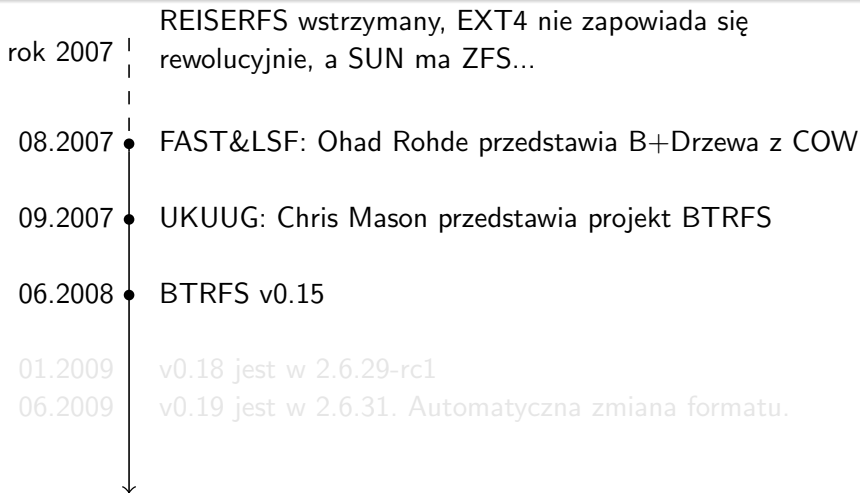 REISERFS wstrzymany, EXT4 nie zapowiada się
rok 2007 rewolucyjnie, a SUN ma ZFS...
08.2007 FAST&LSF: Ohad Rohde przedstawia B+Drzewa z COW
09.2007 UKUUG: Chris Mason przedstawia projekt BTRFS
06.2008 BTRFS v0.15
01.2009 v0.18 jest w 2.6.29-rc1
06.2009 v0.19 jest w 2.6.31. Automatyczna zmiana formatu.